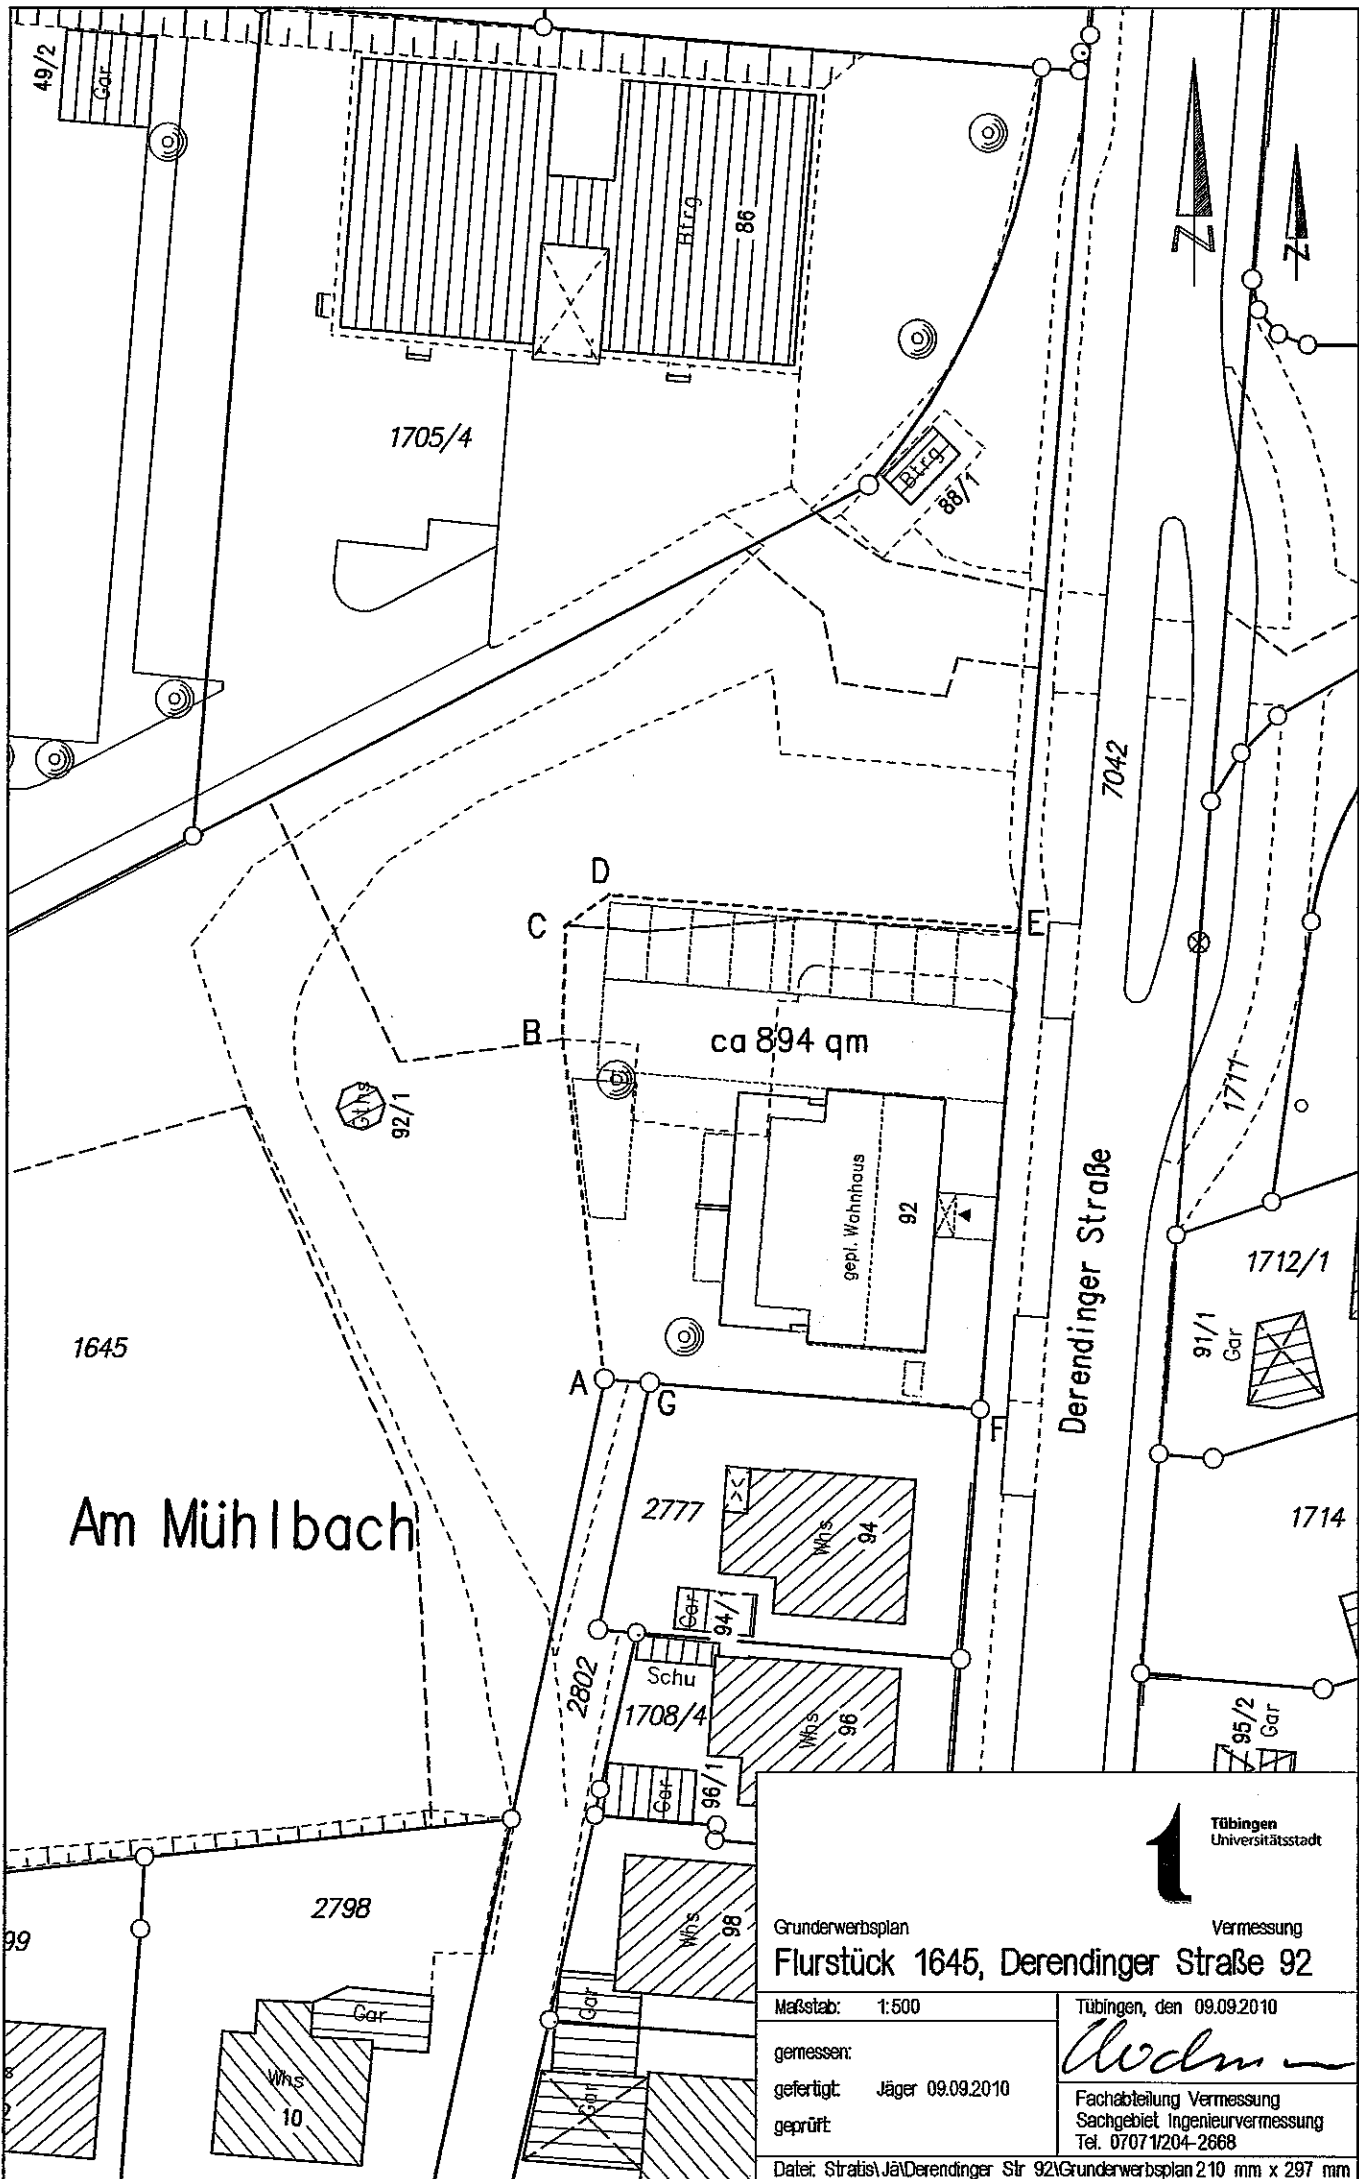 49/2
Gar
Btrg
86
N
N
1705/4
Btrg
88/1
7042
D
C
E
B
ca 894 qm
Gths
92/1
1711
gepl. Wohnhaus
92
Derendinger Straße
1712/1
91/1
Gar
1645
A
G
F
Am Mühlbach
2777
Whs
94
1714
Gar
94/1
2802
Schu
1708/4
Whs
96
95/2
Gar
Gar
96/1
2798
99
Whs
98
Gar
Gar
Whs
10
Gar
Tübingen
Universitätsstadt
Grunderwerbsplan
Vermessung
Flurstück 1645, Derendinger Straße 92
Maßstab: 1:500
Tübingen, den 09.09.2010
gemessen:
gefertigt: Jäger 09.09.2010
geprüft:
Fachabteilung Vermessung
Sachgebiet Ingenieurvermessung
Tel. 07071/204-2668
Datei: Stratis\Jä\Derendinger Str 92\Grunderwerbsplan 210 mm x 297 mm